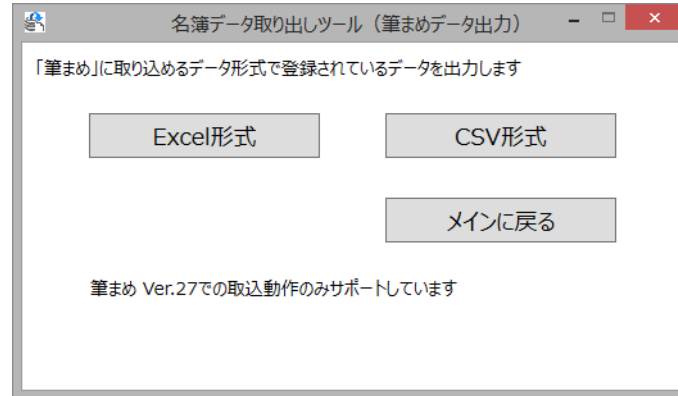 名簿データ取り出しツール（筆まめデータ出力）
「筆まめ」に取り込めるデータ形式で登録されているデータを出力します
Excel形式 CSV形式
メインに戻る
筆まめ Ver.27での取込動作のみサポートしています